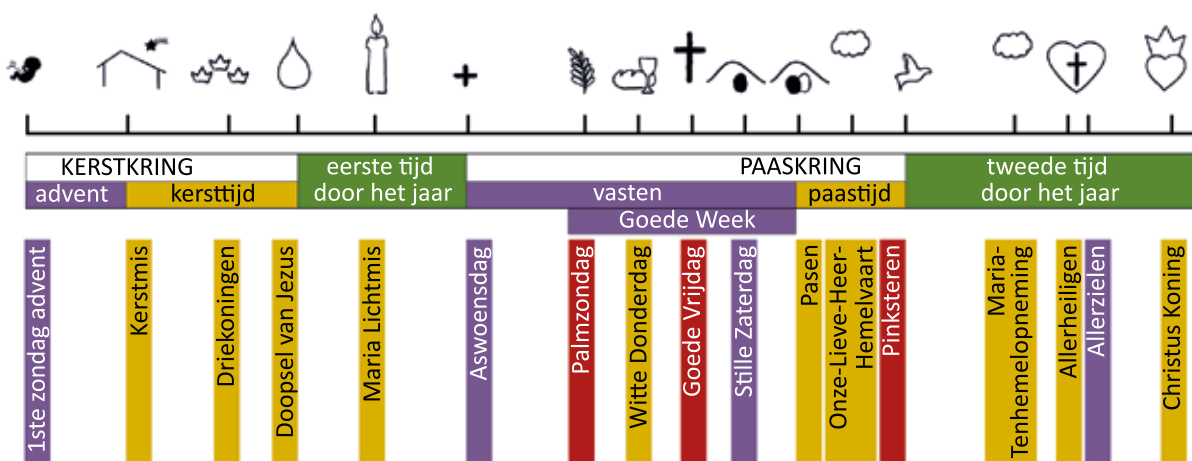 KERSTKRING
eerste tijd
door het jaar
PAASKRING
tweede tijd
door het jaar
advent
kersttijd
vasten
paastijd
Goede Week
1ste zondag advent
Kerstmis
Driekoningen
Doopsel van Jezus
Maria Lichtmis
Aswoensdag
Palmzondag
Witte Donderdag
Goede Vrijdag
Stille Zaterdag
Pasen
Onze-Lieve-Heer-
Hemelvaart
Pinksteren
Maria-
Tenhemelopneming
Allerheiligen
Allerzielen
Christus Koning